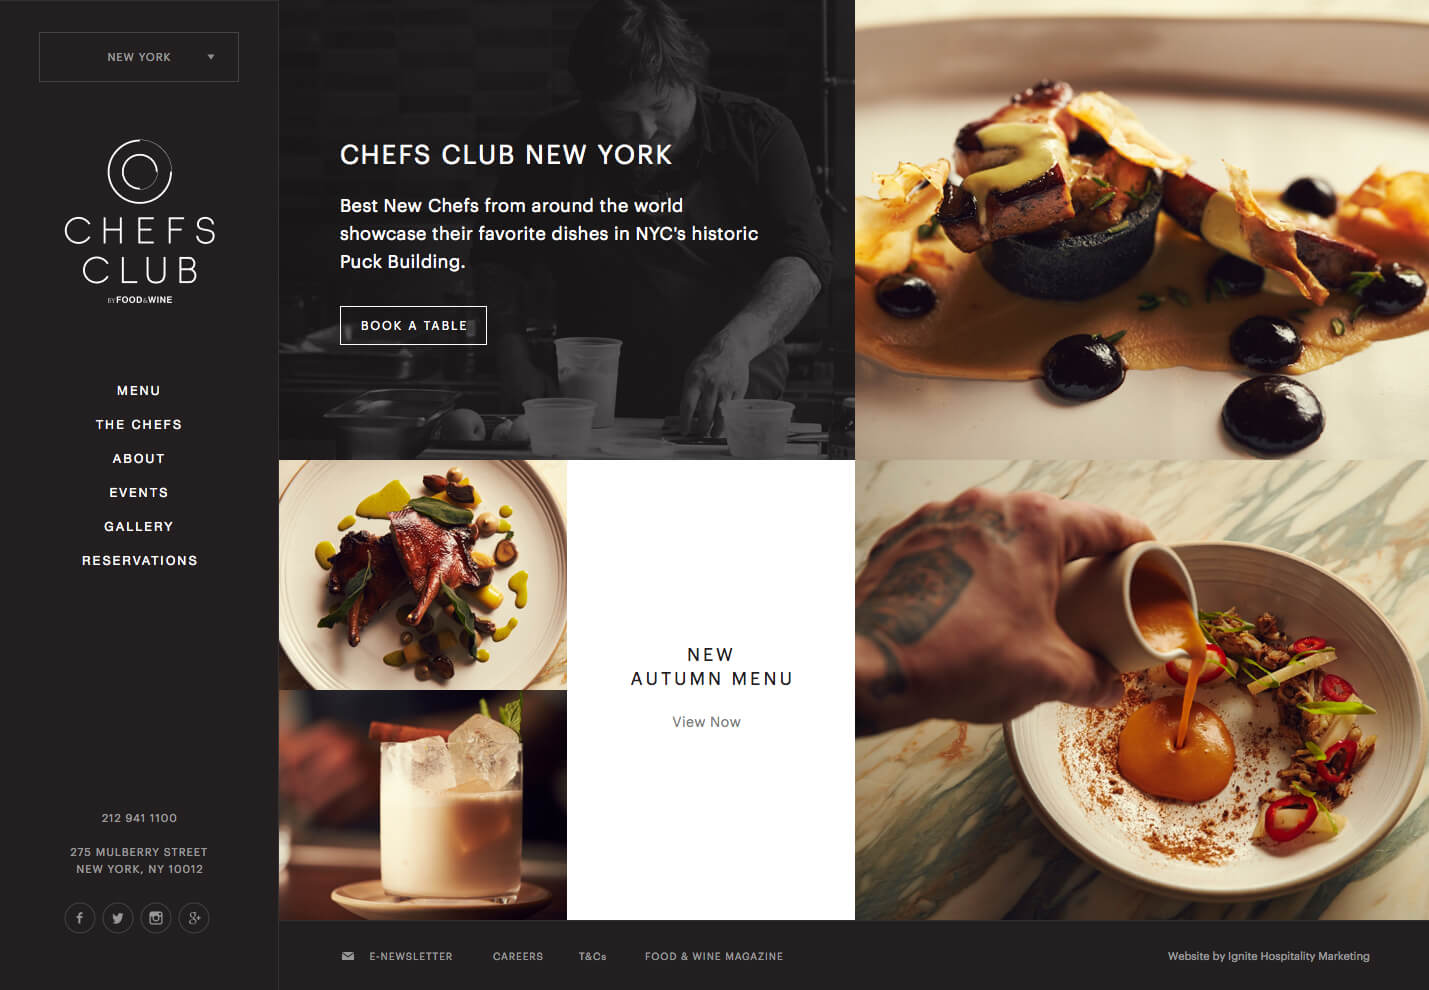 NEW YORK
CHEFS
CLUB
BY FOOD&WINE
MENU
THE CHEFS
ABOUT
EVENTS
GALLERY
RESERVATIONS
212 941 1100
275 MULBERRY STREET
NEW YORK, NY 10012
CHEFS CLUB NEW YORK
Best New Chefs from around the world
showcase their favorite dishes in NYC's historic
Puck Building.
BOOK A TABLE
NEW
AUTUMN MENU
View Now
E-NEWSLETTER
CAREERS
T&Cs
FOOD & WINE MAGAZINE
Website by Ignite Hospitality Marketing